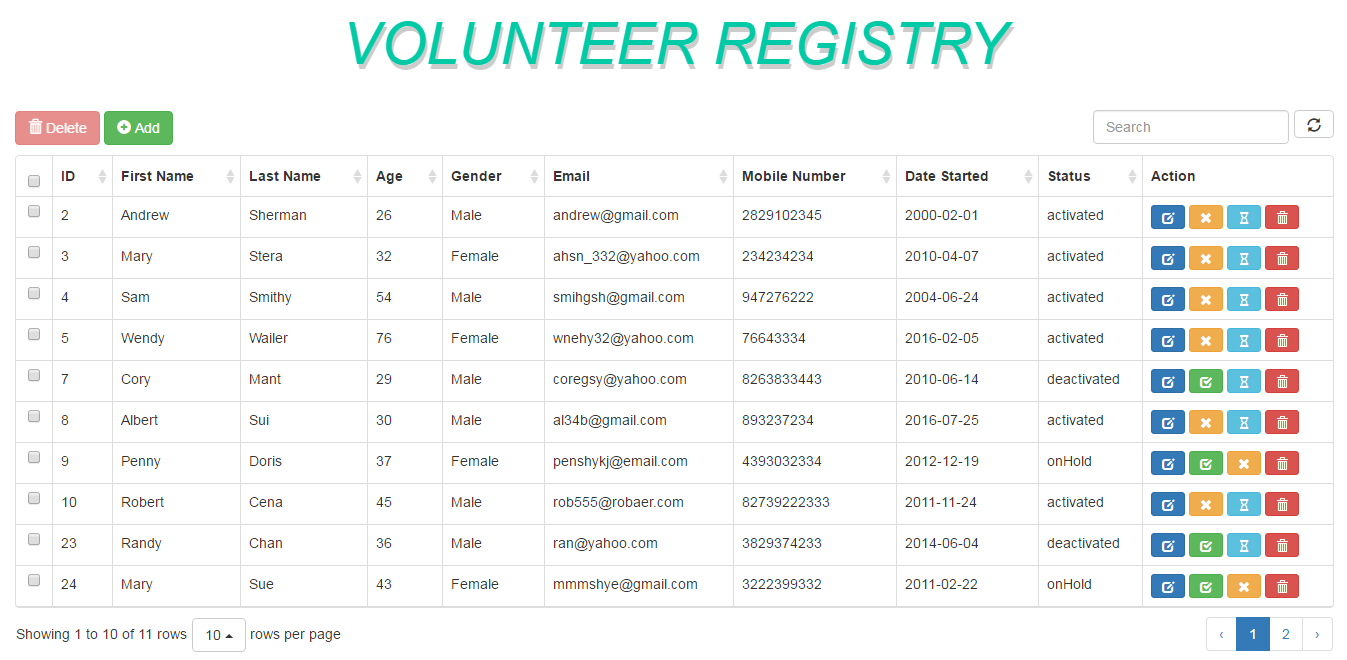 VOLUNTEER REGISTRY
Delete Add Search
ID First Name Last Name Age Gender Email Mobile Number Date Started Status Action
2 Andrew Sherman 26 Male andrew@gmail.com 2829102345 2000-02-01 activated
3 Mary Stera 32 Female ahsn_332@yahoo.com 234234234 2010-04-07 activated
4 Sam Smithy 54 Male smihgsh@gmail.com 947276222 2004-06-24 activated
5 Wendy Wailer 76 Female wnehy32@yahoo.com 76643334 2016-02-05 activated
7 Cory Mant 29 Male coregsy@yahoo.com 8263833443 2010-06-14 deactivated
8 Albert Sui 30 Male al34b@gmail.com 893237234 2016-07-25 activated
9 Penny Doris 37 Female penshykj@email.com 4393032334 2012-12-19 onHold
10 Robert Cena 45 Male rob555@robaer.com 82739222333 2011-11-24 activated
23 Randy Chan 36 Male ran@yahoo.com 3829374233 2014-06-04 deactivated
24 Mary Sue 43 Female mmmshye@gmail.com 3222399332 2011-02-22 onHold
Showing 1 to 10 of 11 rows 10 rows per page ‹ 1 2 ›